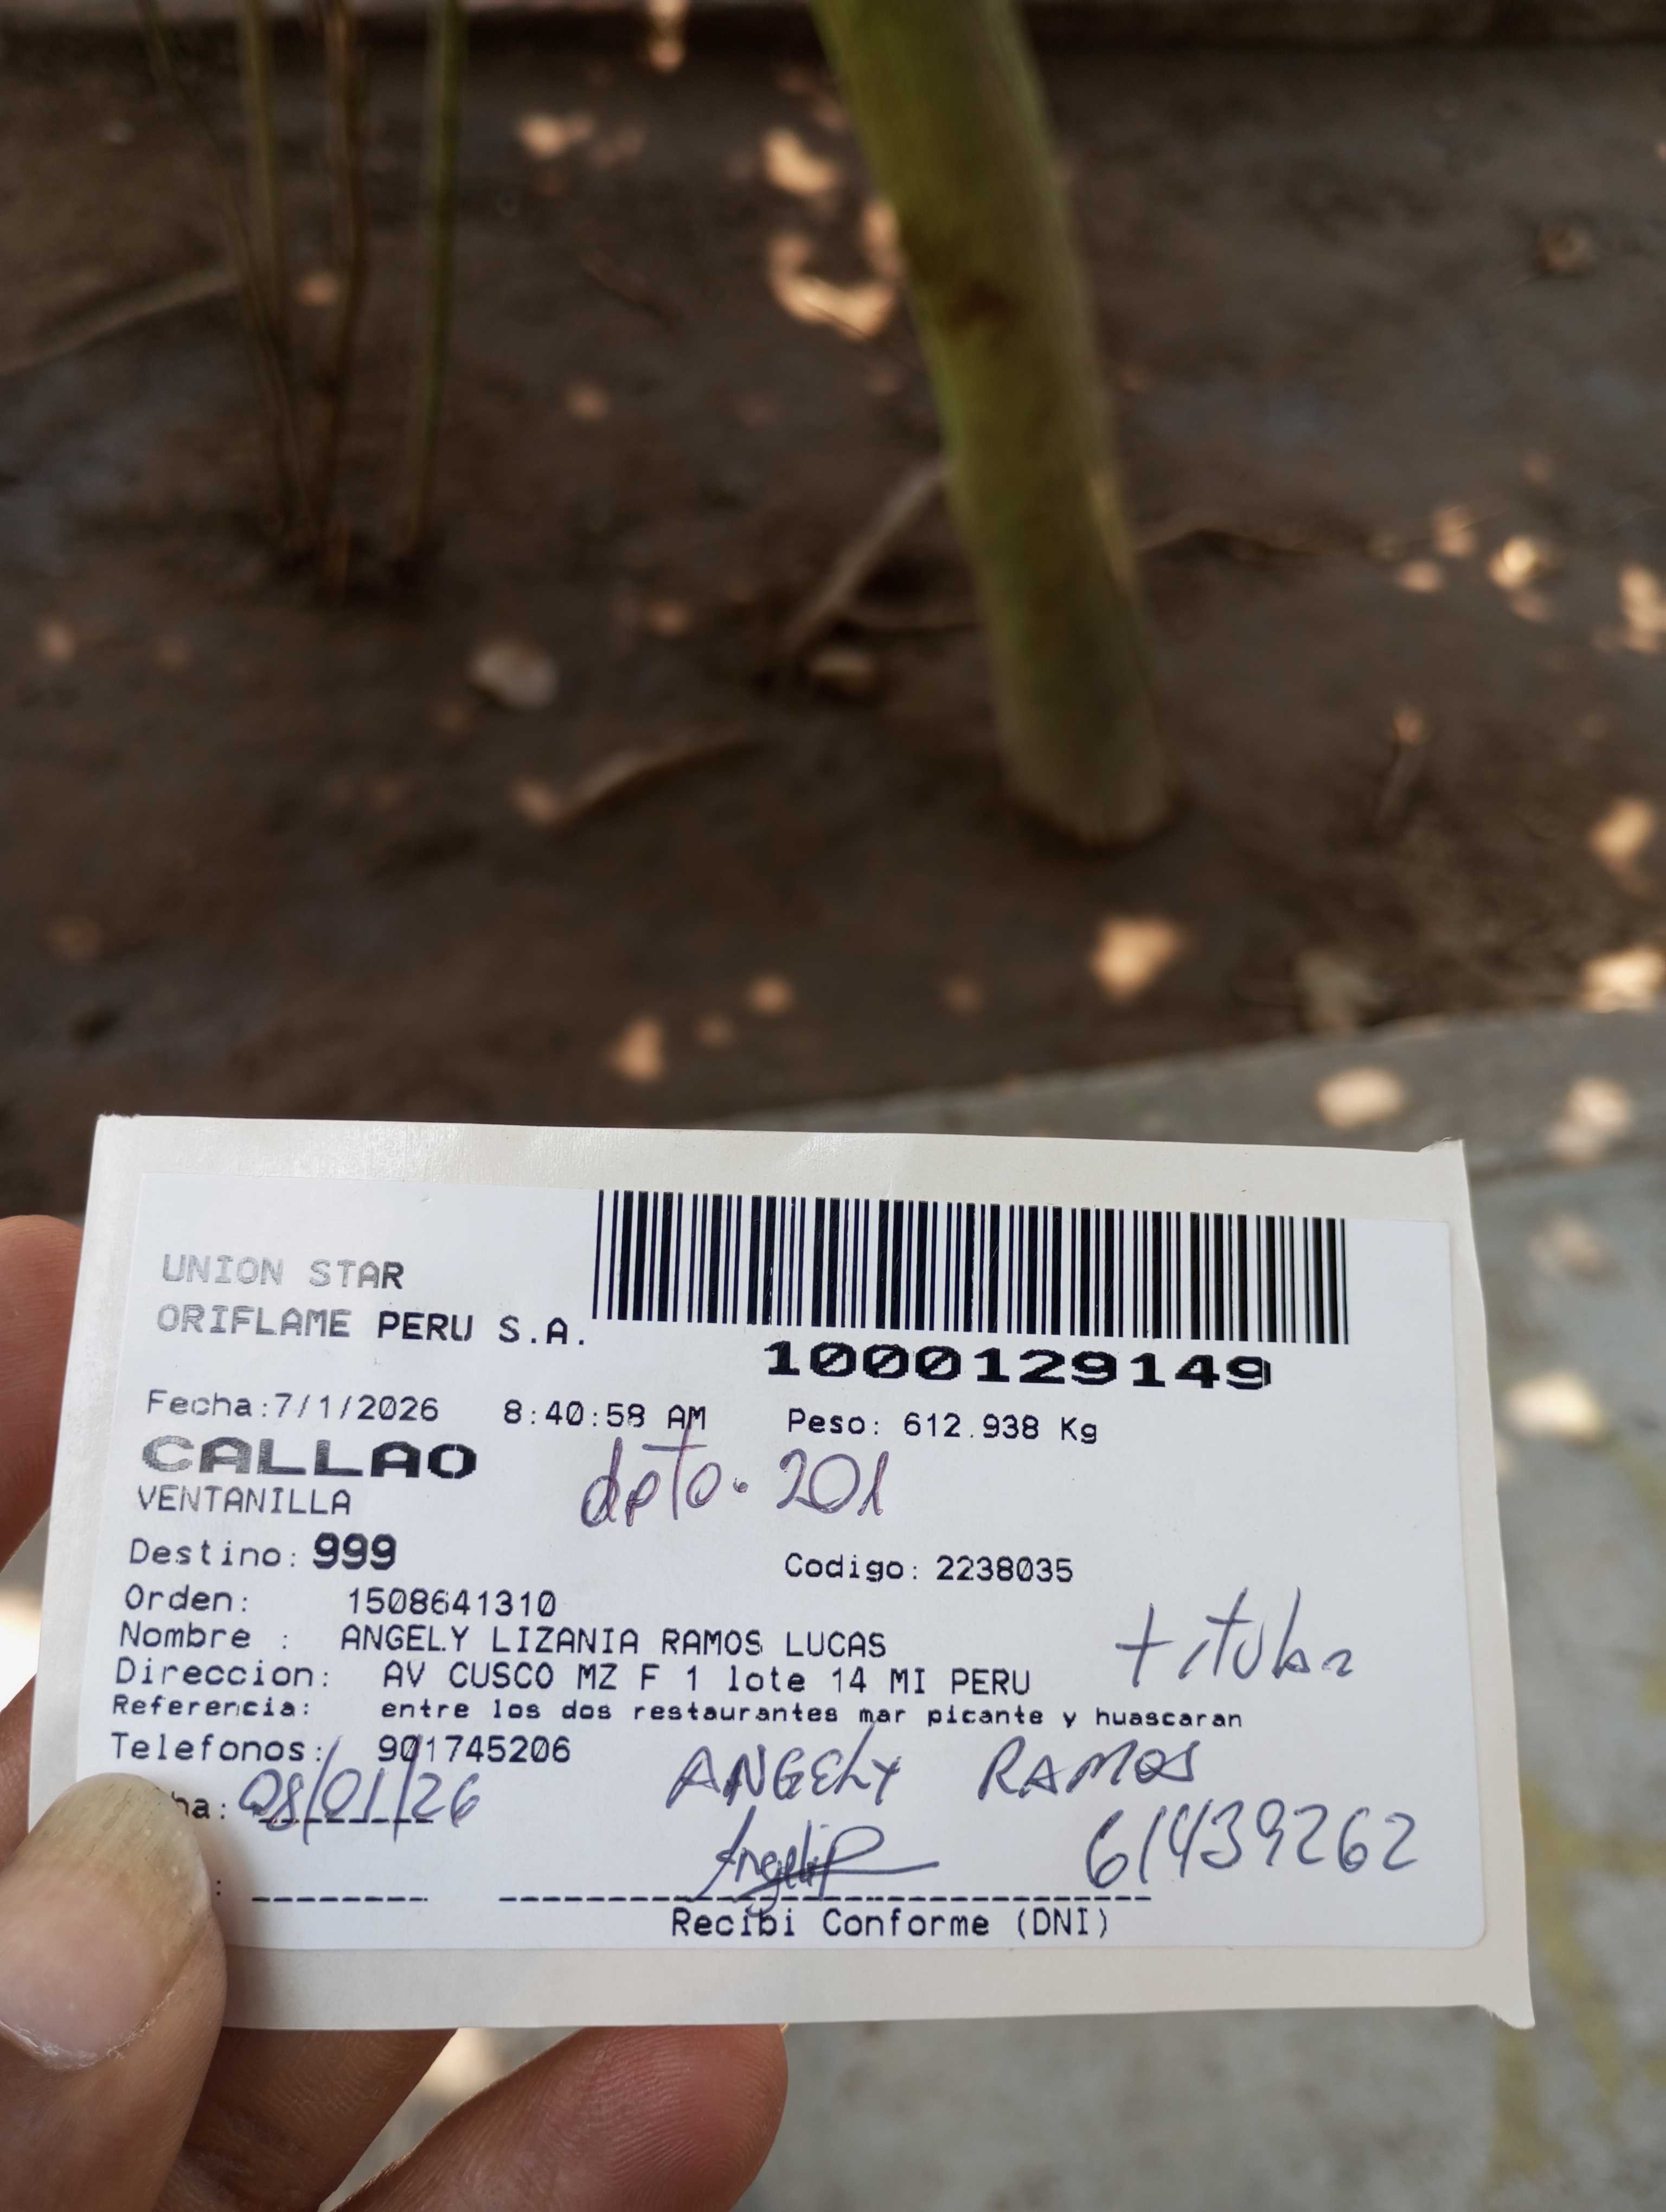 UNION STAR
ORIFLAME PERU S.A.
1000129149
Fecha:7/1/2026 8:40:58 AM Peso: 612.938 Kg
CALLAO
dpto. 201
VENTANILLA
Destino: 999 Codigo: 2238035
Orden: 1508641310
Nombre : ANGELY LIZANIA RAMOS LUCAS
titular
Direccion: AV CUSCO MZ F 1 lote 14 MI PERU
Referencia: entre los dos restaurantes mar picante y huascaran
Telefonos: 901745206
ANGELY RAMOS
ha: 08/01/26
61439262
Recibi Conforme (DNI)